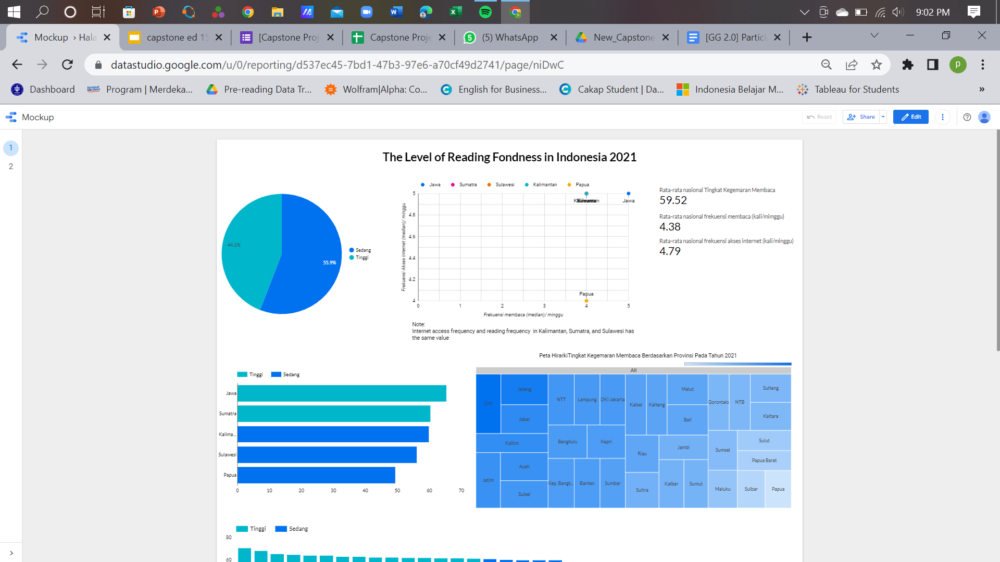 9:02 PM
Mockup › Hala
capstone ed 15
[Capstone Proj
Capstone Proje
(5) WhatsApp
New_Capstone
[GG 2.0] Partici
datastudio.google.com/u/0/reporting/d537ec45-7bd1-47b3-97e6-a70cf49d2741/page/niDwC
p
Dashboard
Program | Merdeka...
Pre-reading Data Tr...
Wolfram|Alpha: Co...
English for Business...
Cakap Student | Da...
Indonesia Belajar M...
Tableau for Students
»
Mockup
Reset
Share
Edit
1
2
The Level of Reading Fondness in Indonesia 2021
44.1%
55.9%
Sedang
Tinggi
Jawa Sumatra Sulawesi Kalimantan Papua
Frekuensi Akses Internet (median)/ minggu
5
4.8
4.6
4.4
4.2
4
Jawa
Papua
0 1 2 3 4 5
Frekuensi membaca (median)/ minggu
Note:
Internet access frequency and reading frequency in Kalimantan, Sumatra, and Sulawesi has
the same value
Rata-rata nasional Tingkat Kegemaran Membaca
59.52
Rata-rata nasional frekuensi membaca (kali/mimggu)
4.38
Rata-rata nasional frekuensi akses internet (kali/minggu)
4.79
Tinggi Sedang
Jawa
Sumatra
Kalima...
Sulawesi
Papua
0 10 20 30 40 50 60 70
Peta HirarkiTingkat Kegemaran Membaca Berdasarkan Provinsi Pada Tahun 2021
All
DIY
Jateng
Jabar
Kaltim
Jatim
Aceh
Sulsel
NTT
Lampung
DKI Jakarta
Bengkulu
Kepri
Kep. Bangk...
Banten
Sumbar
Kalsel
Kalteng
Malut
Bali
Riau
Jambi
Sultra
Kalbar
Sumut
Gorontalo
NTB
Sulteng
Kaltara
Sumsel
Sulut
Papua Barat
Maluku
Sulbar
Papua
Tinggi Sedang
80
60